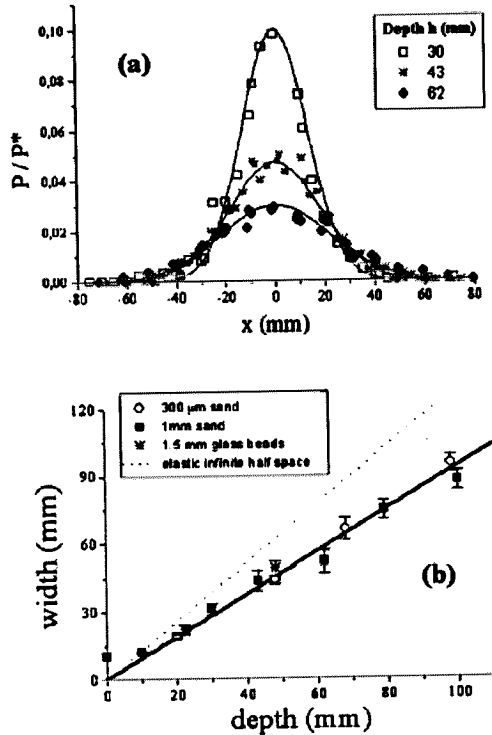 (a)
Depth h (mm)
30
43
62
P / P*
0,10
0,08
0,06
0,04
0,02
0,00
-80 -60 -40 -20 0 20 40 60 80
x (mm)
300 μm sand
1mm sand
1.5 mm glass beads
elastic infinite half space
width (mm)
120
90
60
30
0
(b)
0 20 40 60 80 100
depth (mm)